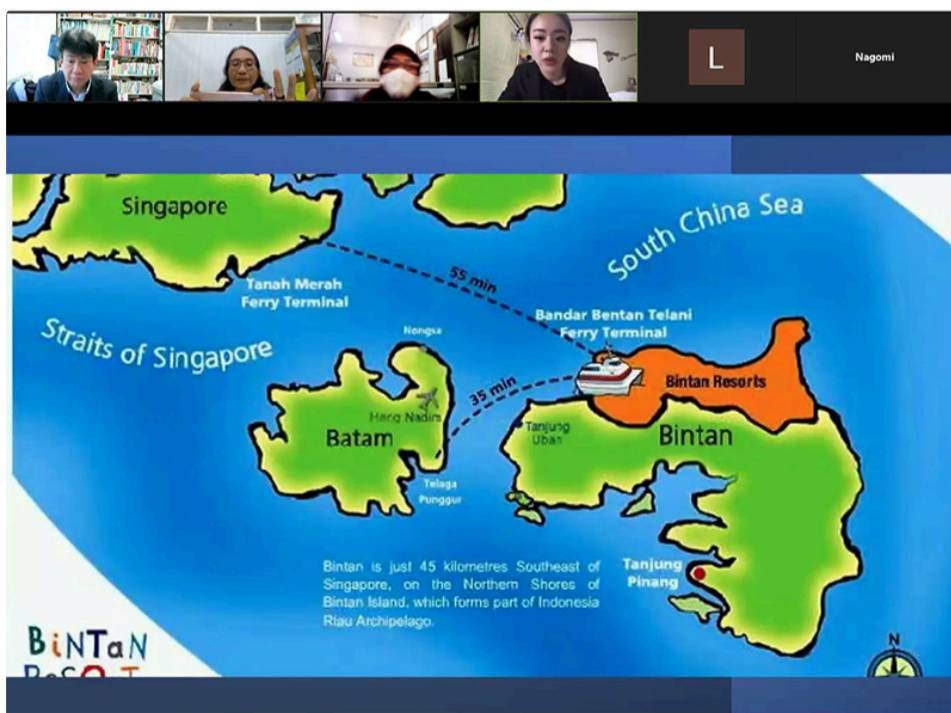 L
Nagomi
Singapore
South China Sea
55 min
Tanah Merah
Ferry Terminal
Bandar Bentan Telani
Ferry Terminal
Straits of Singapore
Nongsa
35 min
Bintan Resorts
Hang Nadim
Batam
Tanjung
Uban
Bintan
Telaga
Punggur
Bintan is just 45 kilometres Southeast of
Singapore, on the Northern Shores of
Bintan Island, which forms part of Indonesia
Riau Archipelago.
Tanjung
Pinang
BiNTaN
N